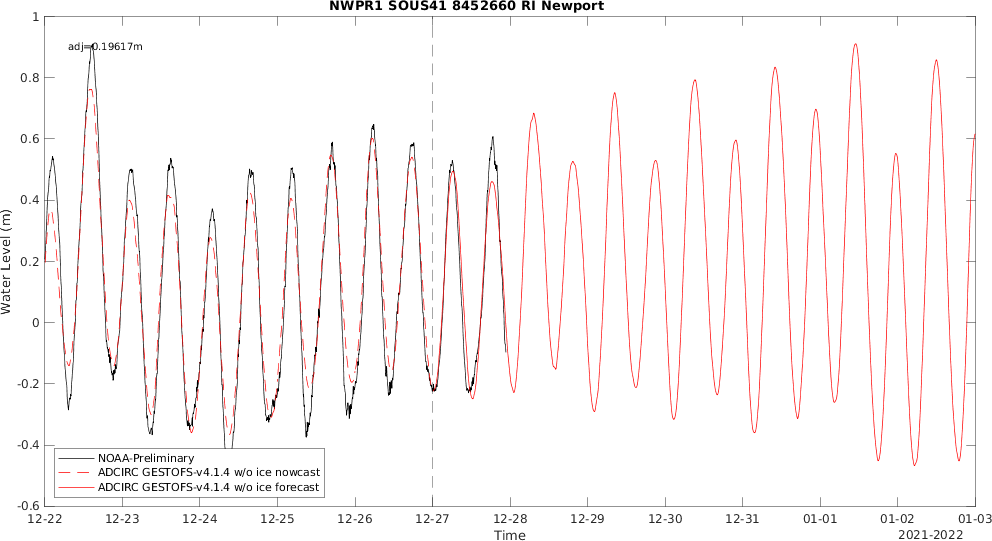 NWPR1 SOUS41 8452660 RI Newport
adj=0.19617m
1
0.8
0.6
0.4
0.2
0
-0.2
-0.4
-0.6
Water Level (m)
NOAA-Preliminary
ADCIRC GESTOFS-v4.1.4 w/o ice nowcast
ADCIRC GESTOFS-v4.1.4 w/o ice forecast
12-22 12-23 12-24 12-25 12-26 12-27 12-28 12-29 12-30 12-31 01-01 01-02 01-03
Time
2021-2022